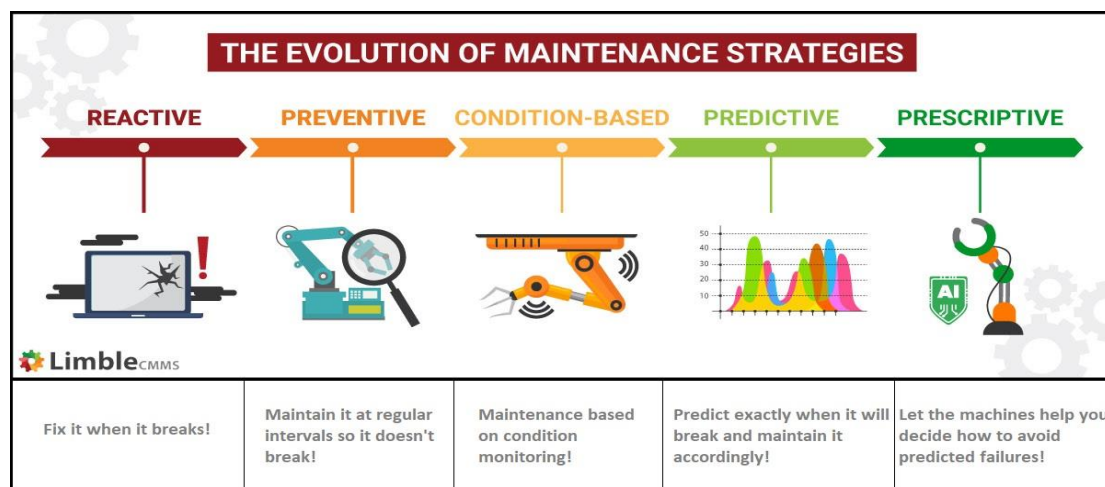 THE EVOLUTION OF MAINTENANCE STRATEGIES
REACTIVE
PREVENTIVE
CONDITION-BASED
PREDICTIVE
PRESCRIPTIVE
!
50
40
30
20
10
AI
Limble CMMS
Fix it when it breaks!
Maintain it at regular
intervals so it doesn't
break!
Maintenance based
on condition
monitoring!
Predict exactly when it will
break and maintain it
accordingly!
Let the machines help you
decide how to avoid
predicted failures!